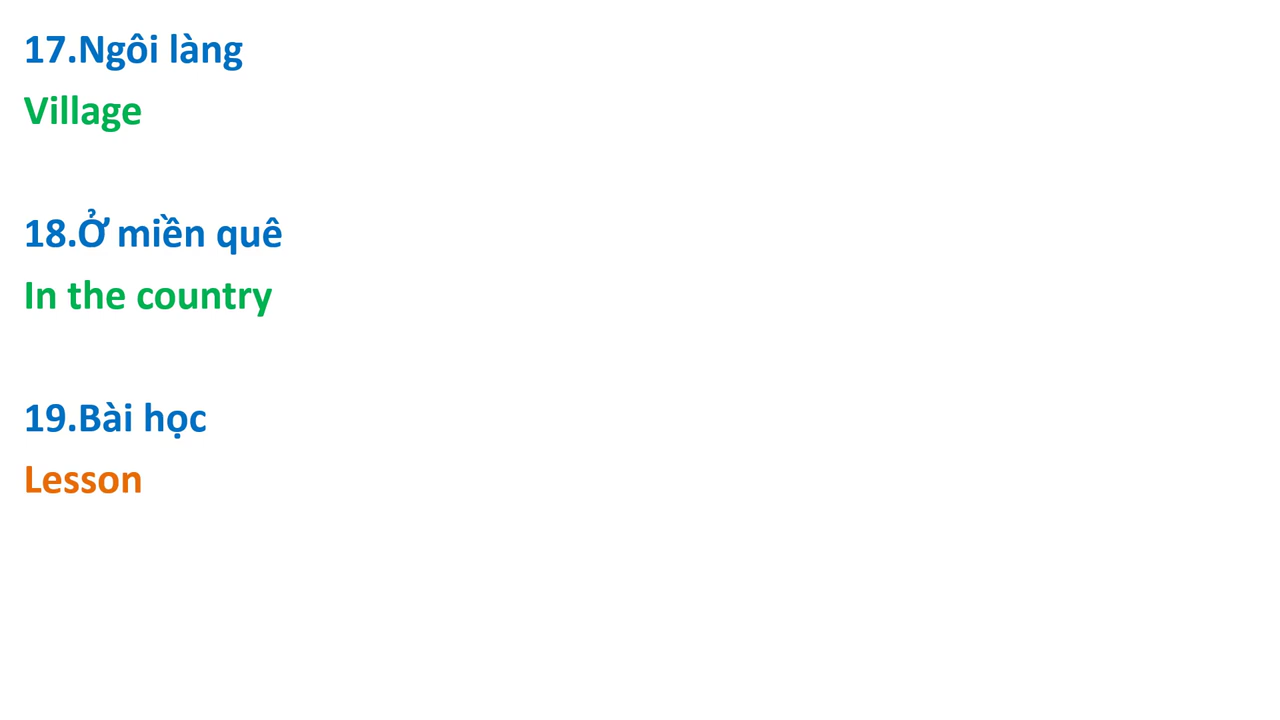 17.Ngôi làng
Village
18.Ở miền quê
In the country
19.Bài học
Lesson